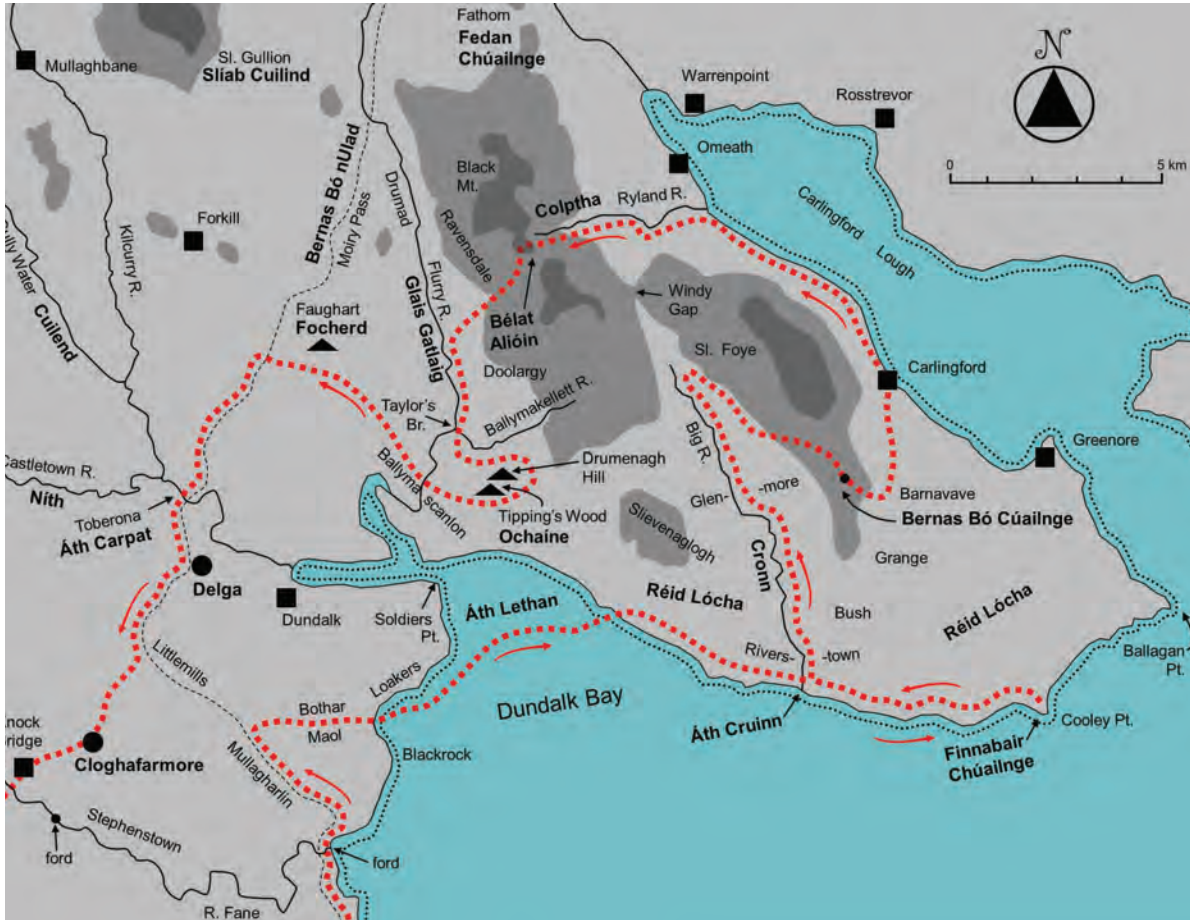 Fathom
Fedan
Chúailnge
N
Mullaghbane
Sl. Gullion
Slíab Cuilind
Warrenpoint
Rosstrevor
0
5 km
Omeath
Black
Mt.
Colptha
Ryland R.
Carlingford
Lough
Bernas Bó nUlad
Moiry Pass
Drumad
Ravensdale
Forkill
Kilcurry R.
Cully Water
Cuilend
Flurry R.
Glais Gatlaig
Faughart
Focherd
Windy
Gap
Bélat
Alióin
Sl. Foye
Doolargy
Carlingford
Taylor's
Br.
Ballymakellett R.
Greenore
Castletown R.
Níth
Big R.
Drumenagh
Hill
Ballymascanlon
Glen-
-more
Barnavave
Bernas Bó Cúailnge
Toberona
Áth Carpat
Tipping's Wood
Ochaine
Slievenaglogh
Cronn
Grange
Delga
Dundalk
Soldiers
Pt.
Áth Lethan
Réid Lócha
Bush
Réid Lócha
Ballagan
Pt.
Littlemills
Rivers-
-town
Loakers
Bothar
Maol
Dundalk Bay
Áth Cruinn
Cooley Pt.
Finnabair
Chúailnge
Cloghafarmore
Mullagharlin
Blackrock
Stephenstown
ford
ford
R. Fane